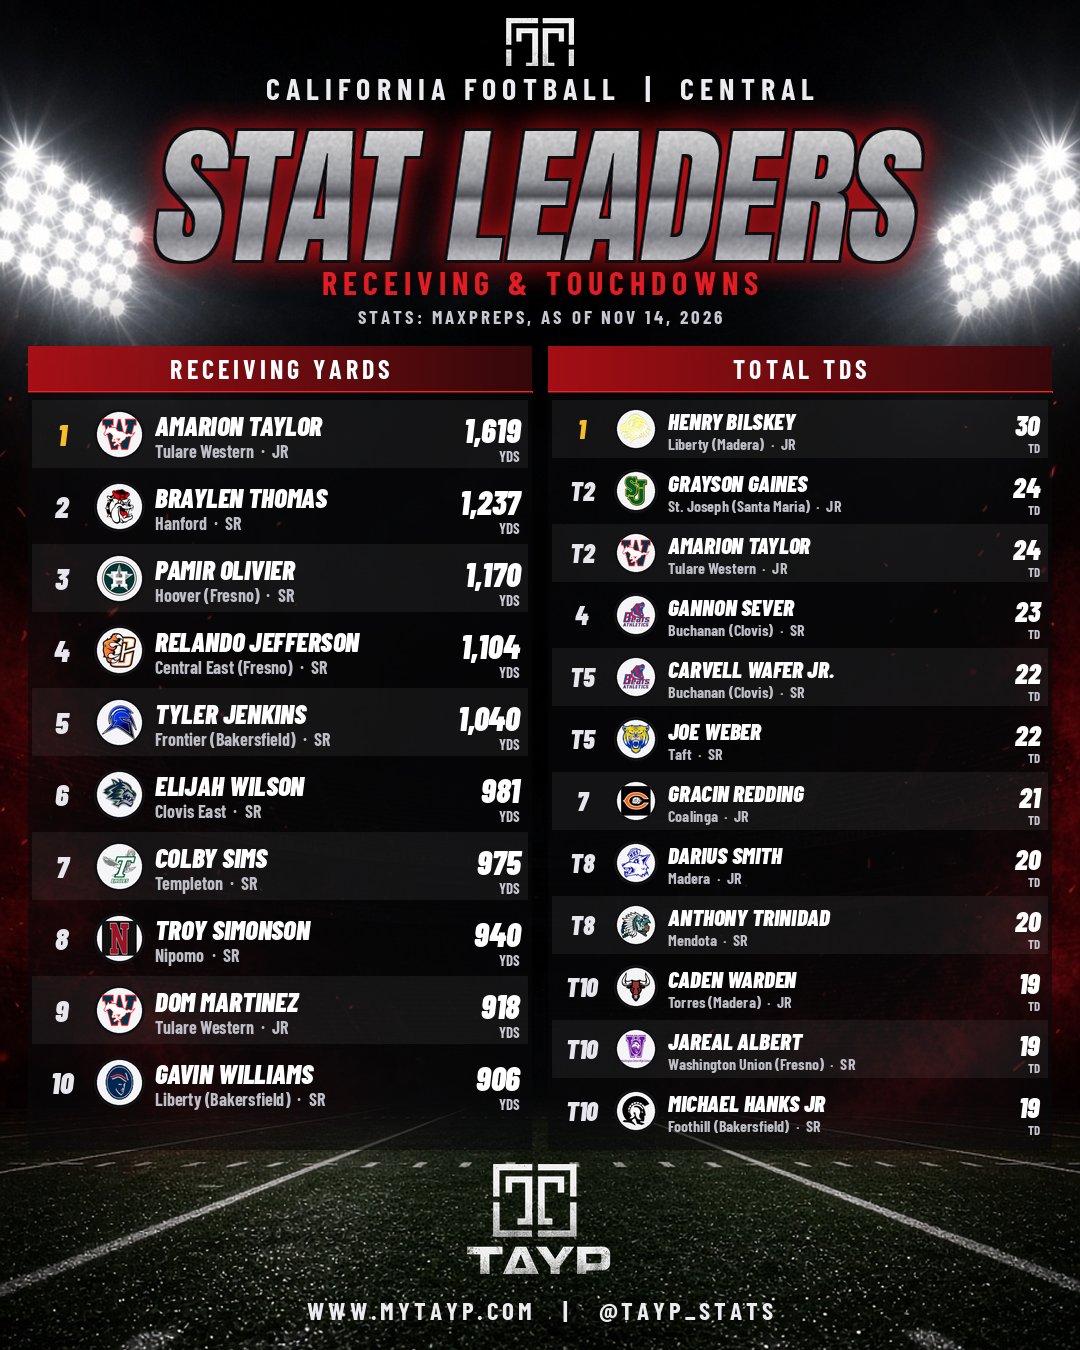 CALIFORNIA FOOTBALL | CENTRAL
STAT LEADERS
RECEIVING & TOUCHDOWNS
STATS: MAXPREPS, AS OF NOV 14, 2026
RECEIVING YARDS
1 AMARION TAYLOR 1,619
Tulare Western · JR YDS
2 BRAYLEN THOMAS 1,237
Hanford · SR YDS
3 PAMIR OLIVIER 1,170
Hoover (Fresno) · SR YDS
4 RELANDO JEFFERSON 1,104
Central East (Fresno) · SR YDS
5 TYLER JENKINS 1,040
Frontier (Bakersfield) · SR YDS
6 ELIJAH WILSON 981
Clovis East · SR YDS
7 COLBY SIMS 975
Templeton · SR YDS
8 TROY SIMONSON 940
Nipomo · SR YDS
9 DOM MARTINEZ 918
Tulare Western · JR YDS
10 GAVIN WILLIAMS 906
Liberty (Bakersfield) · SR YDS
TOTAL TDS
1 HENRY BILSKEY 30
Liberty (Madera) · JR TD
T2 GRAYSON GAINES 24
St. Joseph (Santa Maria) · JR TD
T2 AMARION TAYLOR 24
Tulare Western · JR TD
4 GANNON SEVER 23
Buchanan (Clovis) · SR TD
T5 CARVELL WAFER JR. 22
Buchanan (Clovis) · SR TD
T5 JOE WEBER 22
Taft · SR TD
7 GRACIN REDDING 21
Coalinga · JR TD
T8 DARIUS SMITH 20
Madera · JR TD
T8 ANTHONY TRINIDAD 20
Mendota · SR TD
T10 CADEN WARDEN 19
Torres (Madera) · JR TD
T10 JAREAL ALBERT 19
Washington Union (Fresno) · SR TD
T10 MICHAEL HANKS JR 19
Foothill (Bakersfield) · SR TD
TAYP
WWW.MYTAYP.COM | @TAYP_STATS